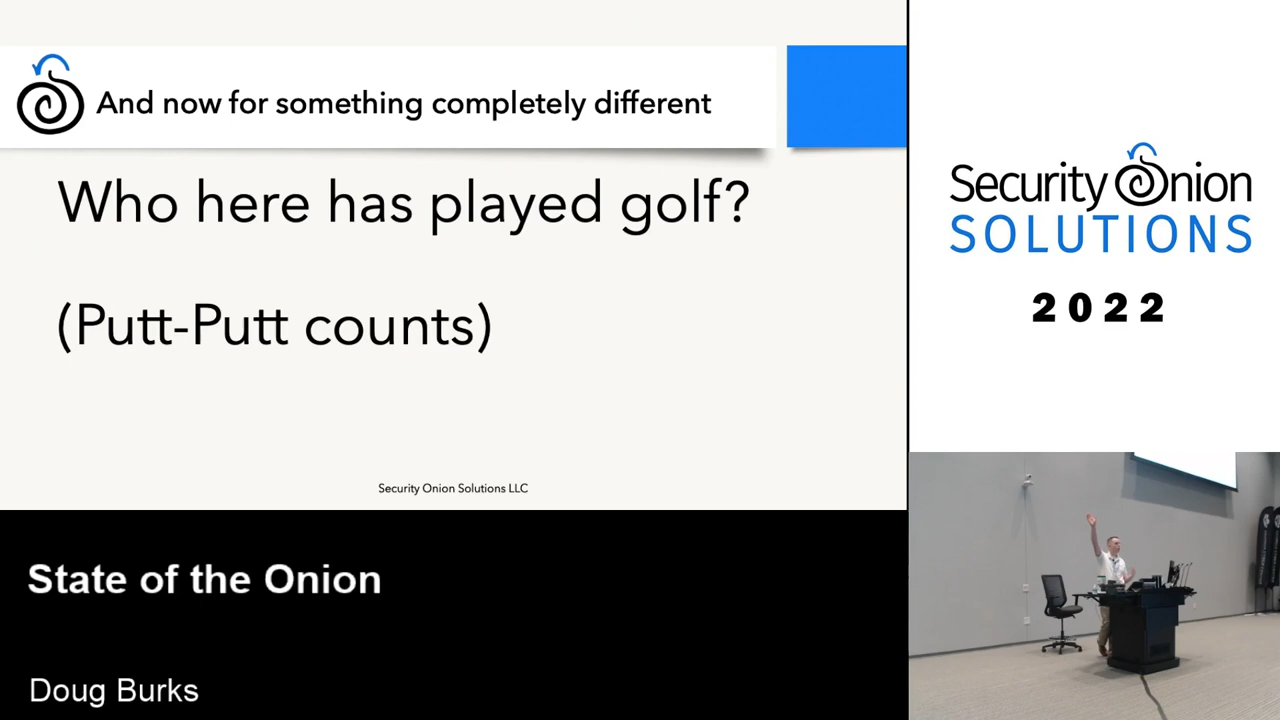 And now for something completely different
Who here has played golf?
(Putt-Putt counts)
Security Onion Solutions LLC
Security Onion
SOLUTIONS
2022
State of the Onion
Doug Burks